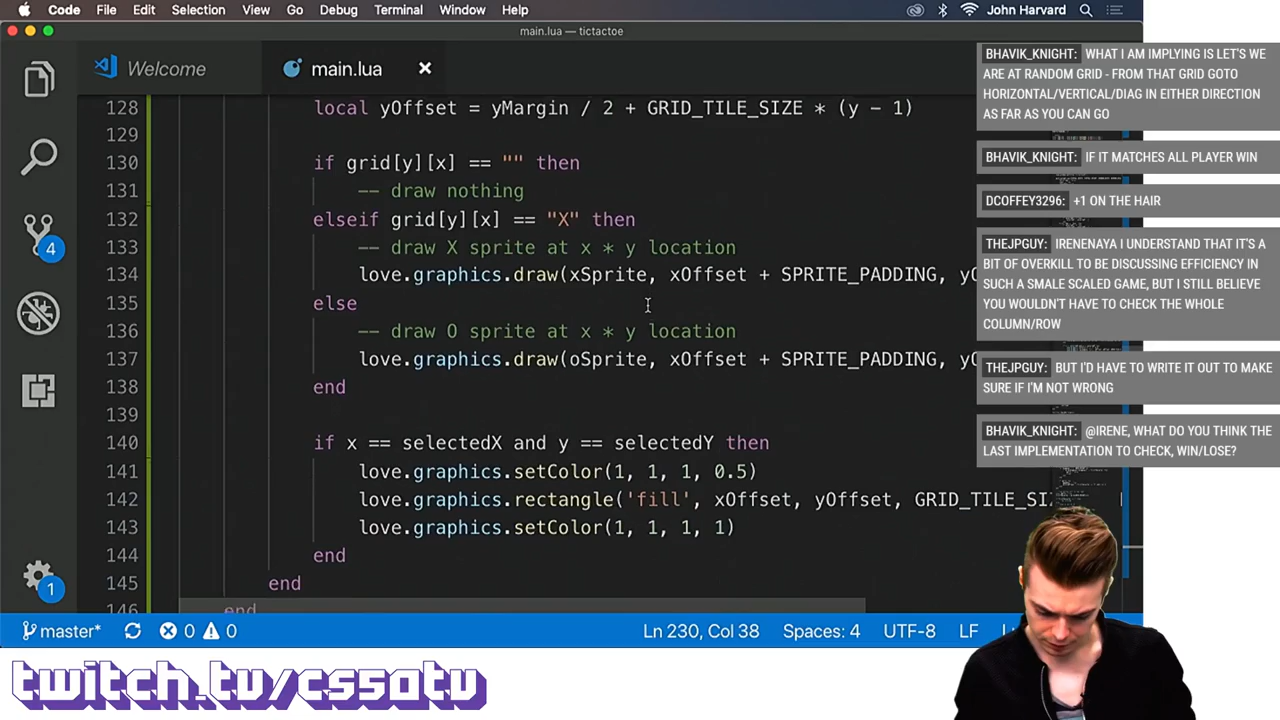 Code File Edit Selection View Go Debug Terminal Window Help John Harvard
main.lua — tictactoe
Welcome main.lua
128 local yOffset = yMargin / 2 + GRID_TILE_SIZE * (y - 1)
129
130 if grid[y][x] == "" then
131 -- draw nothing
132 elseif grid[y][x] == "X" then
133 -- draw X sprite at x * y location
134 love.graphics.draw(xSprite, xOffset + SPRITE_PADDING, yO
135 else
136 -- draw O sprite at x * y location
137 love.graphics.draw(oSprite, xOffset + SPRITE_PADDING, yO
138 end
139
140 if x == selectedX and y == selectedY then
141 love.graphics.setColor(1, 1, 1, 0.5)
142 love.graphics.rectangle('fill', xOffset, yOffset, GRID_TILE_SIZ
143 love.graphics.setColor(1, 1, 1, 1)
144 end
145 end
146 end
4
1
master* 0 0 Ln 230, Col 38 Spaces: 4 UTF-8 LF
BHAVIK_KNIGHT: WHAT I AM IMPLYING IS LET'S WE
ARE AT RANDOM GRID - FROM THAT GRID GOTO
HORIZONTAL/VERTICAL/DIAG IN EITHER DIRECTION
AS FAR AS YOU CAN GO
BHAVIK_KNIGHT: IF IT MATCHES ALL PLAYER WIN
DCOFFEY3296: +1 ON THE HAIR
THEJPGUY: IRENENAYA I UNDERSTAND THAT IT'S A
BIT OF OVERKILL TO BE DISCUSSING EFFICIENCY IN
SUCH A SMALE SCALED GAME, BUT I STILL BELIEVE
YOU WOULDN'T HAVE TO CHECK THE WHOLE
COLUMN/ROW
THEJPGUY: BUT I'D HAVE TO WRITE IT OUT TO MAKE
SURE IF I'M NOT WRONG
BHAVIK_KNIGHT: @IRENE, WHAT DO YOU THINK THE
LAST IMPLEMENTATION TO CHECK, WIN/LOSE?
twitch.tv/cs50tv